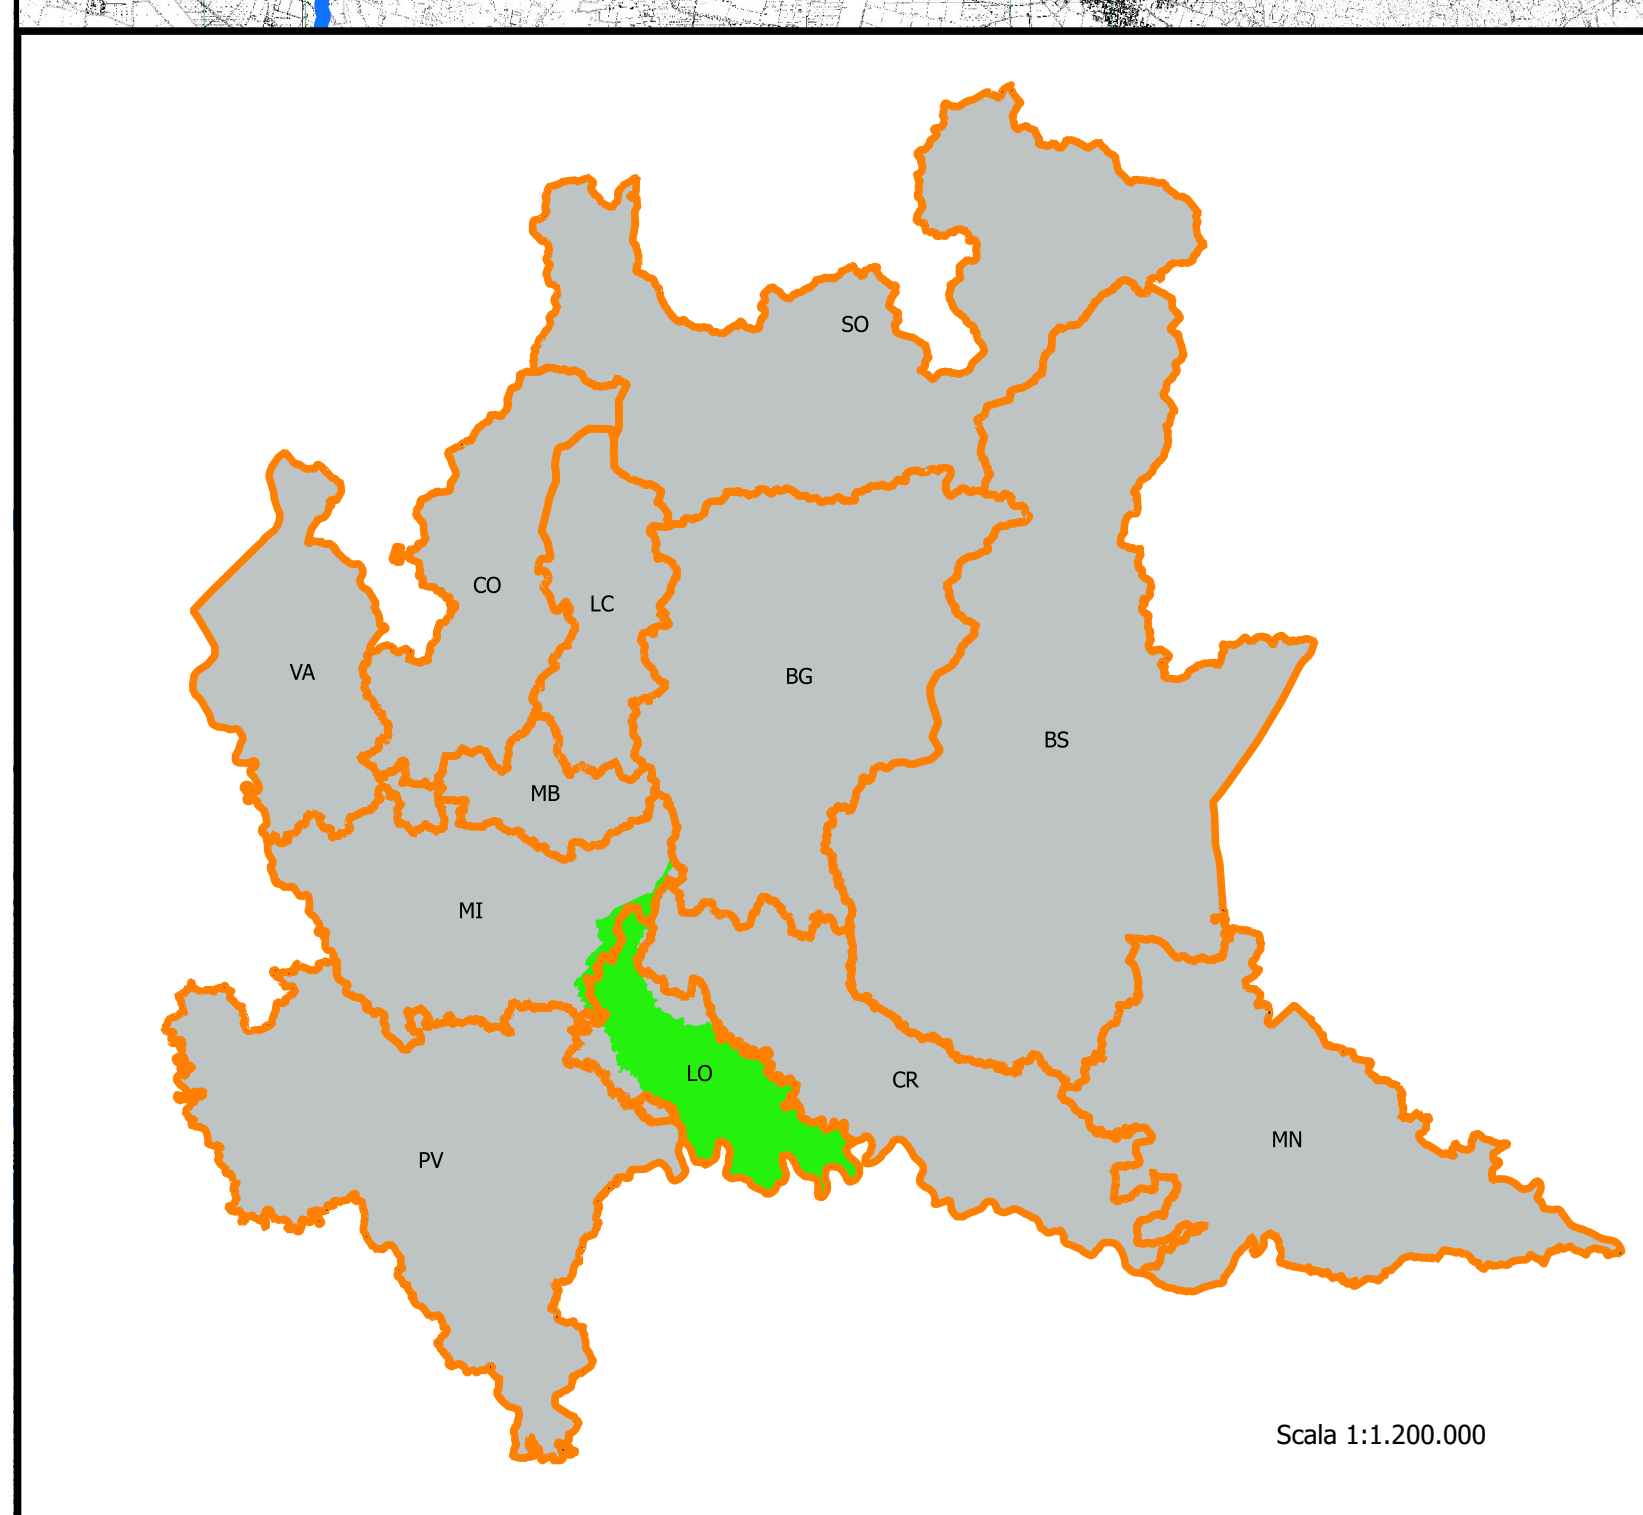 SO
CO
LC
VA
BG
BS
MB
MI
LO
CR
MN
PV
Scala 1:1.200.000